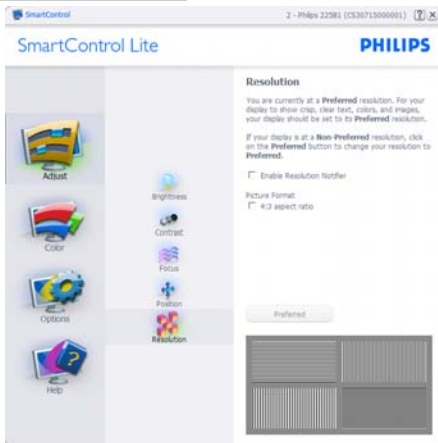 SmartControl
2 - Philips 225B1 (CS30715000001)
SmartControl Lite
PHILIPS
Adjust
Color
Options
Help
Brightness
Contrast
Focus
Position
Resolution
Resolution
You are currently at a Preferred resolution. For your
display to show crisp, clear text, colors, and images,
your display should be set to its Preferred resolution.
If your display is at a Non-Preferred resolution, click
on the Preferred button to change your resolution to
Preferred.
Enable Resolution Notifier
Picture Format
4:3 aspect ratio
Preferred